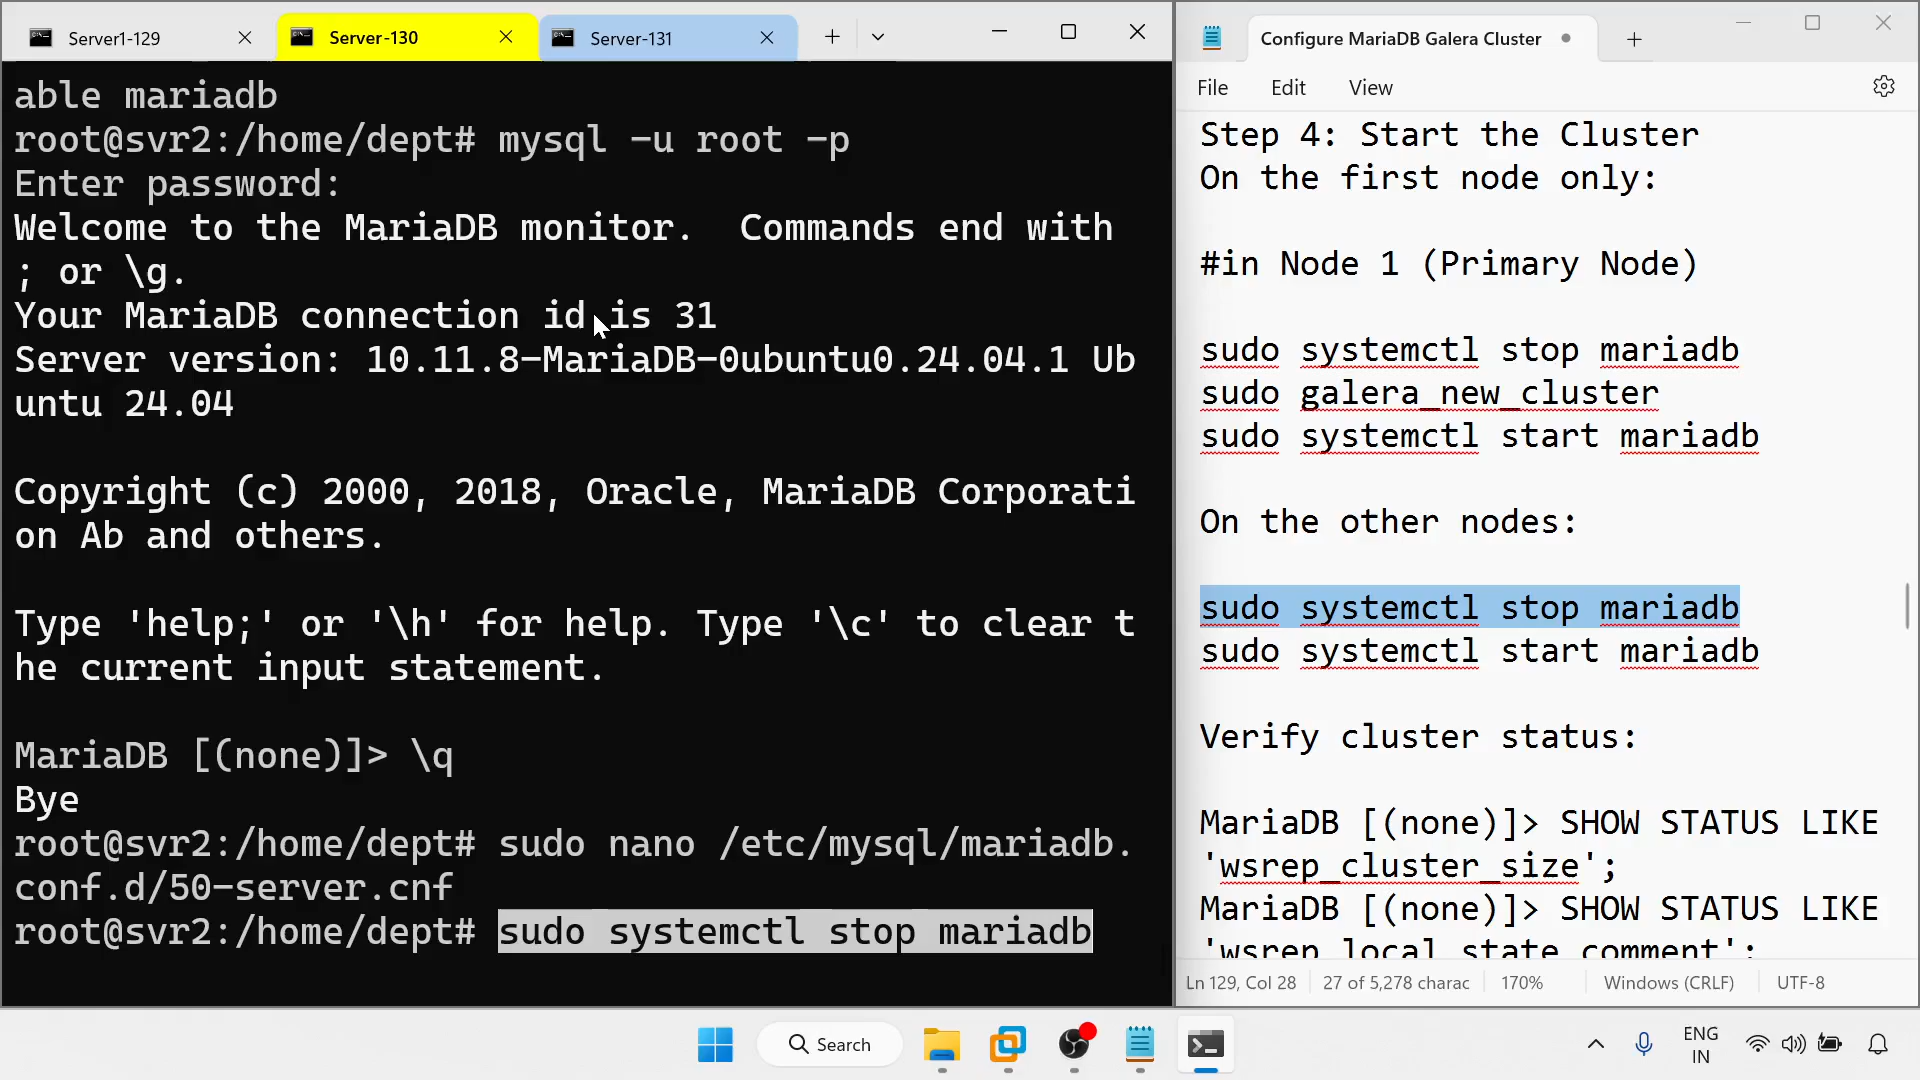 Server1-129
Server-130
Server-131
able mariadb
root@svr2:/home/dept# mysql -u root -p
Enter password:
Welcome to the MariaDB monitor.  Commands end with
; or \g.
Your MariaDB connection id is 31
Server version: 10.11.8-MariaDB-0ubuntu0.24.04.1 Ub
untu 24.04
Copyright (c) 2000, 2018, Oracle, MariaDB Corporati
on Ab and others.
Type 'help;' or '\h' for help. Type '\c' to clear t
he current input statement.
MariaDB [(none)]> \q
Bye
root@svr2:/home/dept# sudo nano /etc/mysql/mariadb.
conf.d/50-server.cnf
root@svr2:/home/dept# sudo systemctl stop mariadb
Configure MariaDB Galera Cluster
File Edit View
Step 4: Start the Cluster
On the first node only:
#in Node 1 (Primary Node)
sudo systemctl stop mariadb
sudo galera_new_cluster
sudo systemctl start mariadb
On the other nodes:
sudo systemctl stop mariadb
sudo systemctl start mariadb
Verify cluster status:
MariaDB [(none)]> SHOW STATUS LIKE
'wsrep_cluster_size';
MariaDB [(none)]> SHOW STATUS LIKE
'wsrep_local_state_comment';
Ln 129, Col 28
27 of 5,278 charac
170%
Windows (CRLF)
UTF-8
Search
ENG
IN